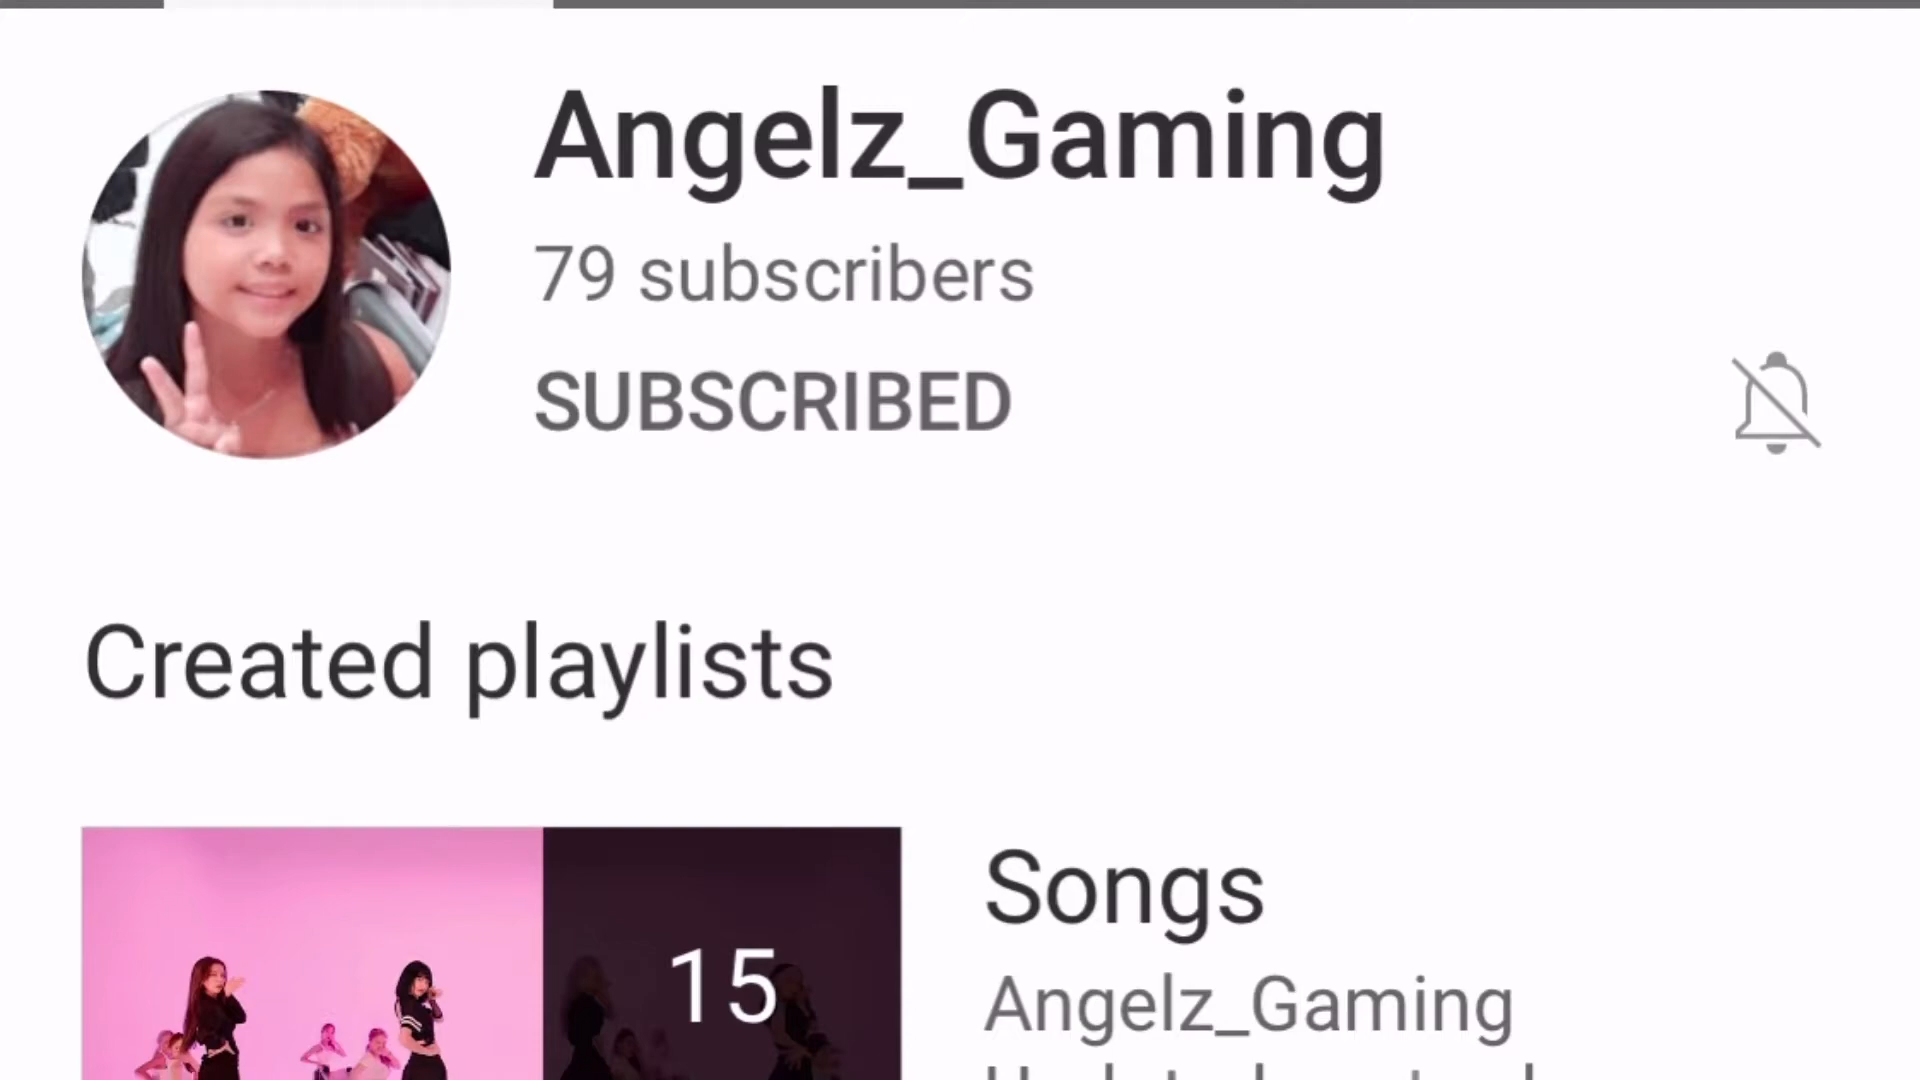 Angelz_Gaming
79 subscribers
SUBSCRIBED
Created playlists
15
Songs
Angelz_Gaming